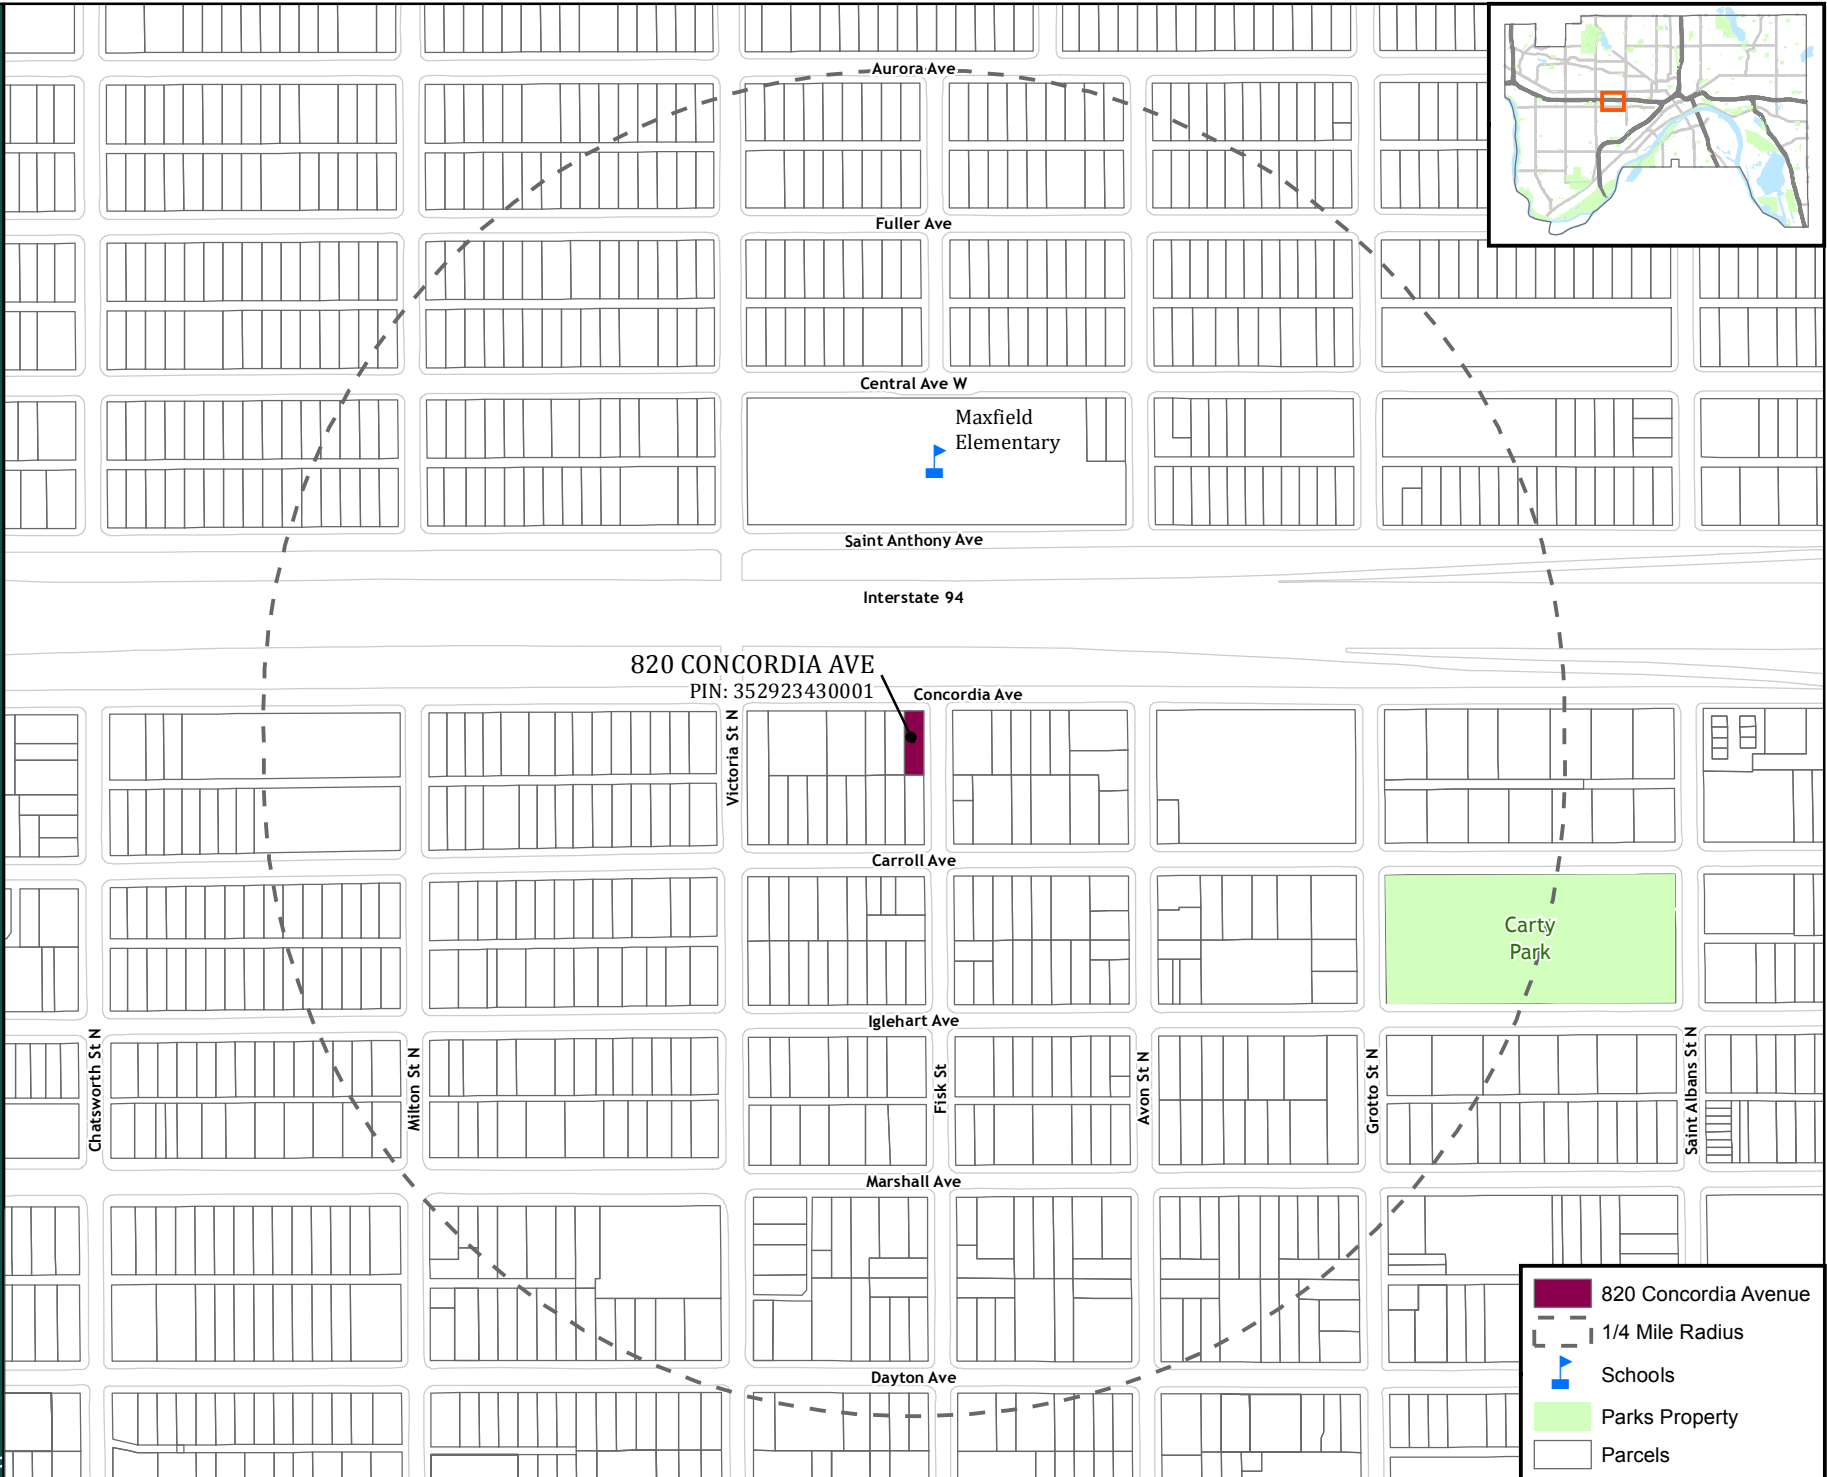 Aurora Ave
Fuller Ave
Central Ave W
Maxfield
Elementary
Saint Anthony Ave
Interstate 94
820 CONCORDIA AVE
PIN: 352923430001
Concordia Ave
Victoria St N
Carroll Ave
Carty
Park
Iglehart Ave
Chatsworth St N
Milton St N
Fisk St
Avon St N
Grotto St N
Saint Albans St N
Marshall Ave
Dayton Ave
820 Concordia Avenue
1/4 Mile Radius
Schools
Parks Property
Parcels